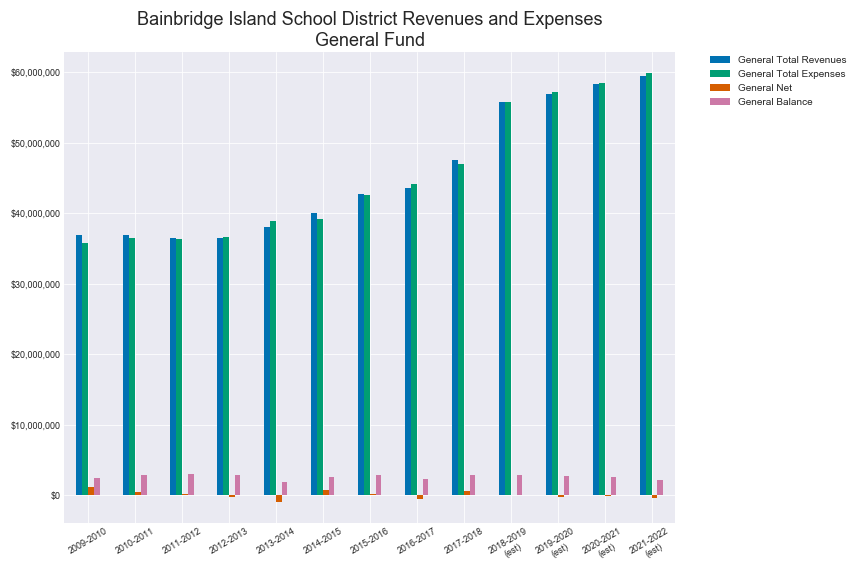 Bainbridge Island School District Revenues and Expenses
General Fund
General Total Revenues
General Total Expenses
General Net
General Balance
$60,000,000
$50,000,000
$40,000,000
$30,000,000
$20,000,000
$10,000,000
$0
2009-2010
2010-2011
2011-2012
2012-2013
2013-2014
2014-2015
2015-2016
2016-2017
2017-2018
2018-2019
(est)
2019-2020
(est)
2020-2021
(est)
2021-2022
(est)